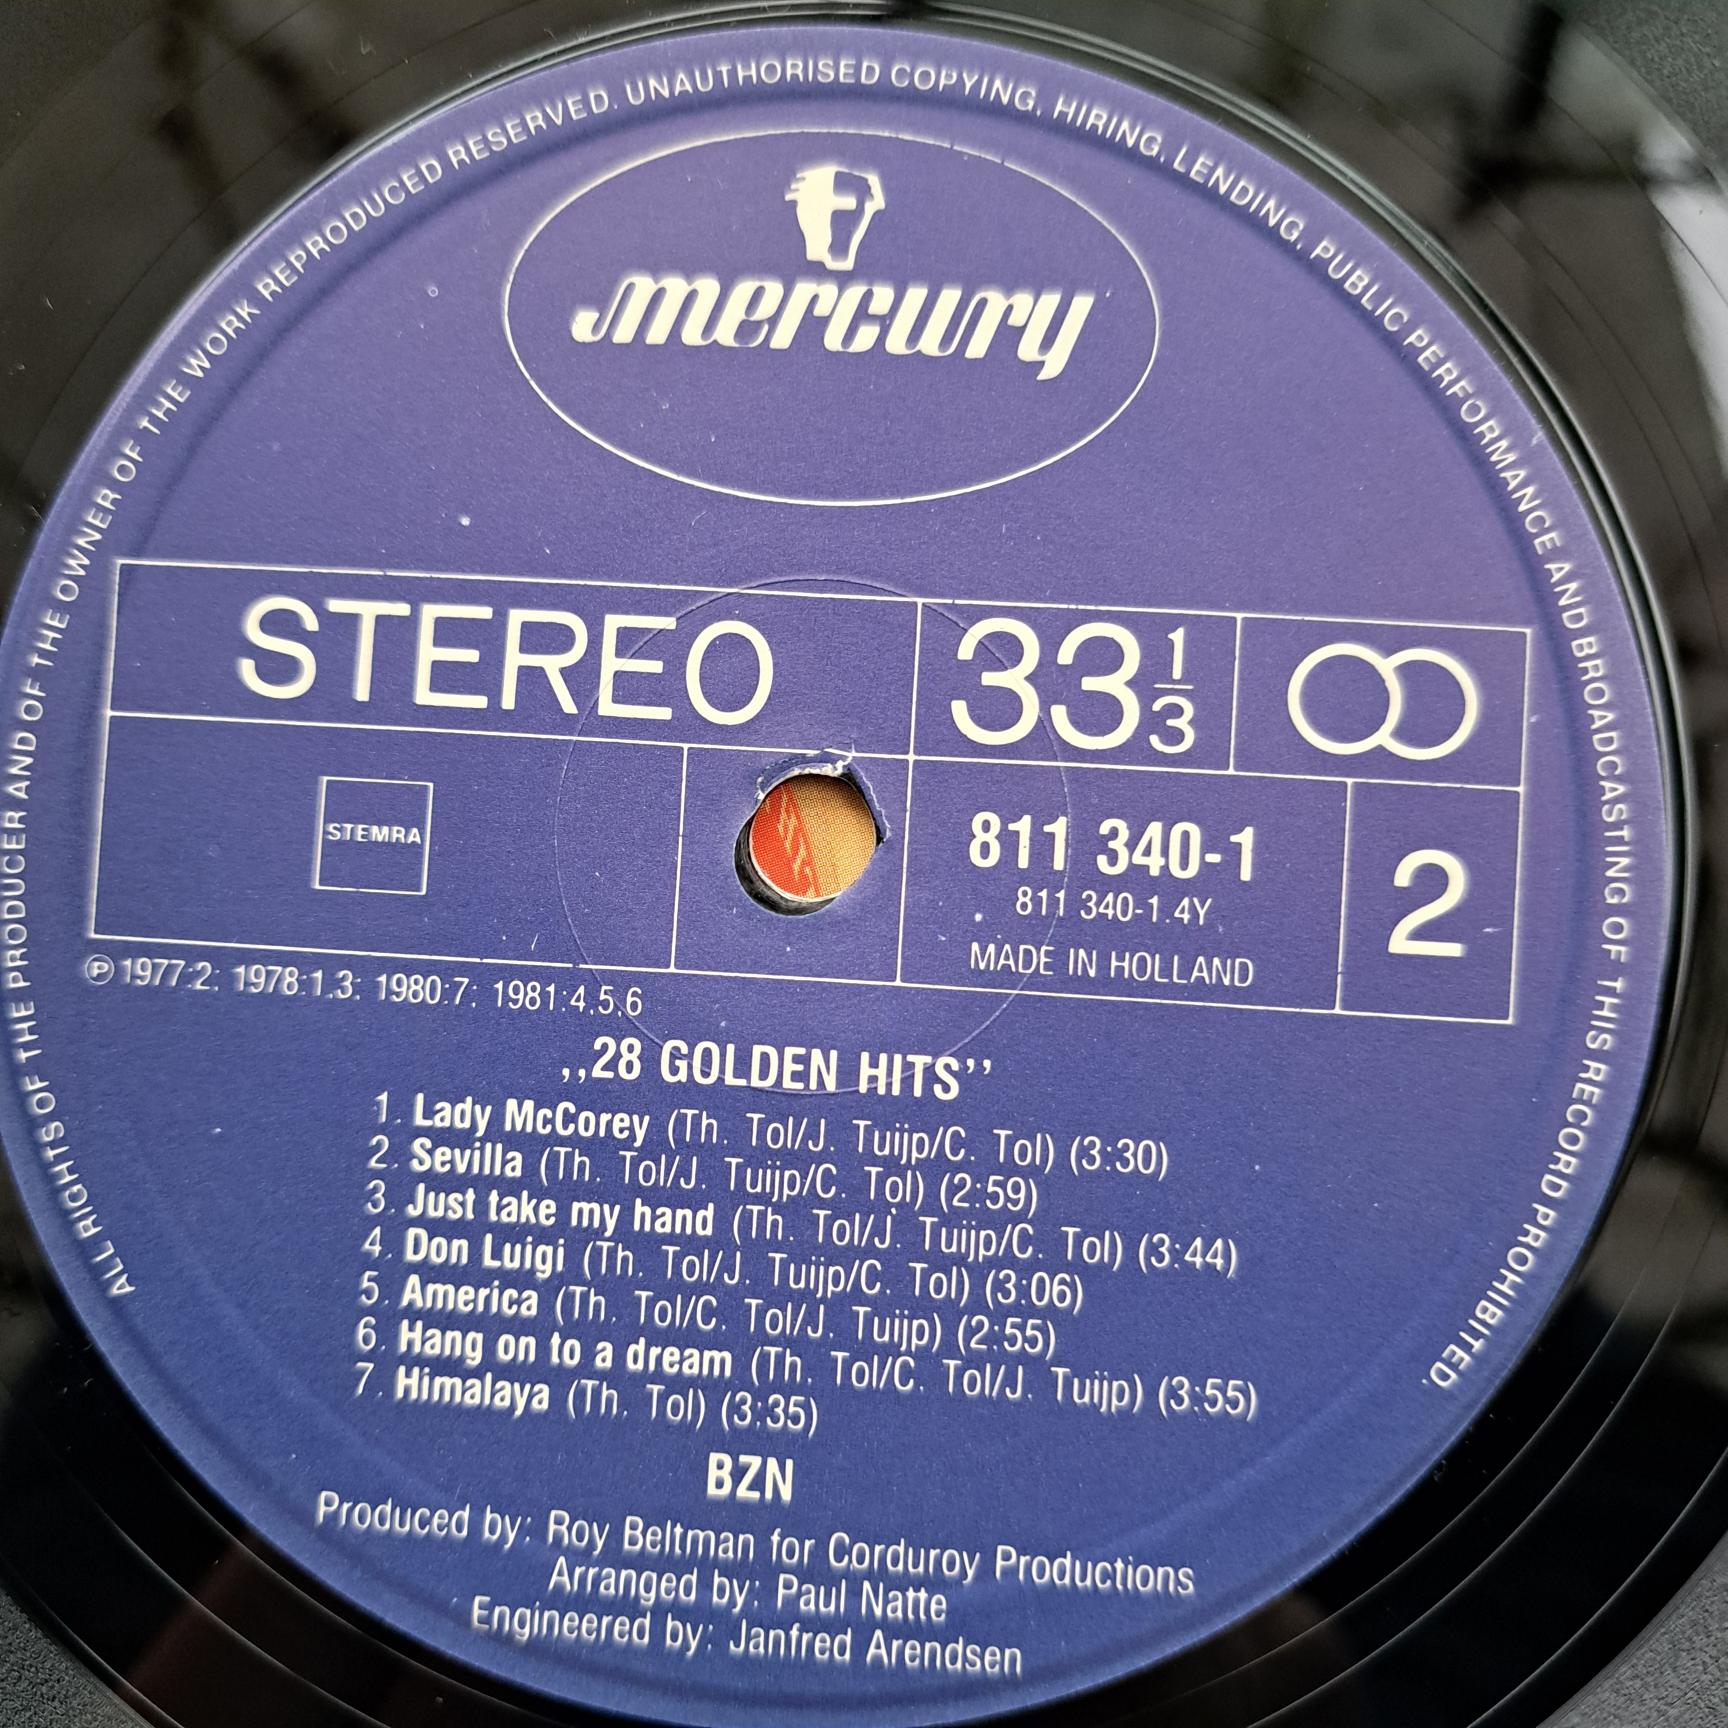 ALL RIGHTS OF THE PRODUCER AND OF THE OWNER OF THE WORK REPRODUCED RESERVED. UNAUTHORISED COPYING, HIRING, LENDING, PUBLIC PERFORMANCE AND BROADCASTING OF THIS RECORD PROHIBITED.
mercury
STEREO
33 1/3
STEMRA
811 340-1
811 340-1.4Y
MADE IN HOLLAND
2
Ⓟ 1977:2; 1978:1,3; 1980:7; 1981:4,5,6
,,28 GOLDEN HITS’’
1. Lady McCorey (Th. Tol/J. Tuijp/C. Tol) (3:30)
2. Sevilla (Th. Tol/J. Tuijp/C. Tol) (2:59)
3. Just take my hand (Th. Tol/J. Tuijp/C. Tol) (3:44)
4. Don Luigi (Th. Tol/J. Tuijp/C. Tol) (3:06)
5. America (Th. Tol/C. Tol/J. Tuijp) (2:55)
6. Hang on to a dream (Th. Tol/C. Tol/J. Tuijp) (3:55)
7. Himalaya (Th. Tol) (3:35)
BZN
Produced by: Roy Beltman for Corduroy Productions
Arranged by: Paul Natte
Engineered by: Janfred Arendsen